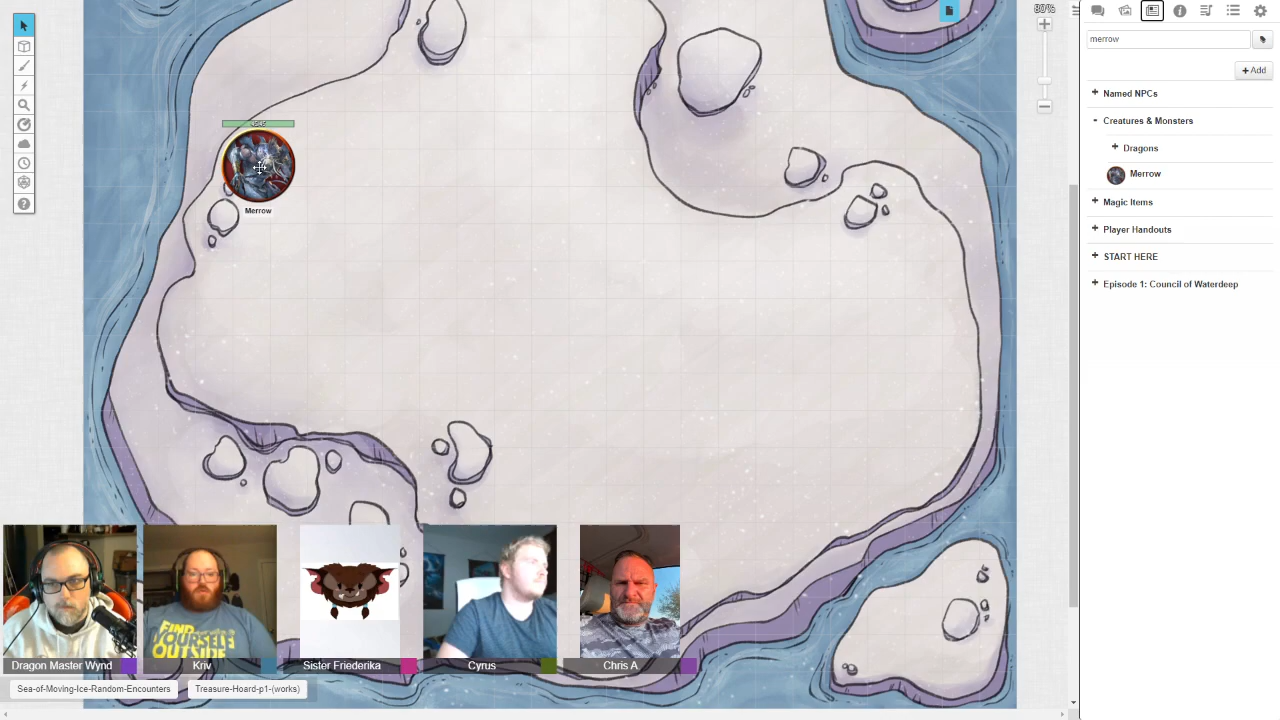 80%
merrow
+ Add
Named NPCs
Creatures & Monsters
Dragons
Merrow
Magic Items
Player Handouts
START HERE
Episode 1: Council of Waterdeep
45/45
Merrow
FIND
YOURSELF
OUTSIDE
Dragon Master Wynd
Kriv
Sister Friederika
Cyrus
Chris A
Sea-of-Moving-Ice-Random-Encounters
Treasure-Hoard-p1-(works)